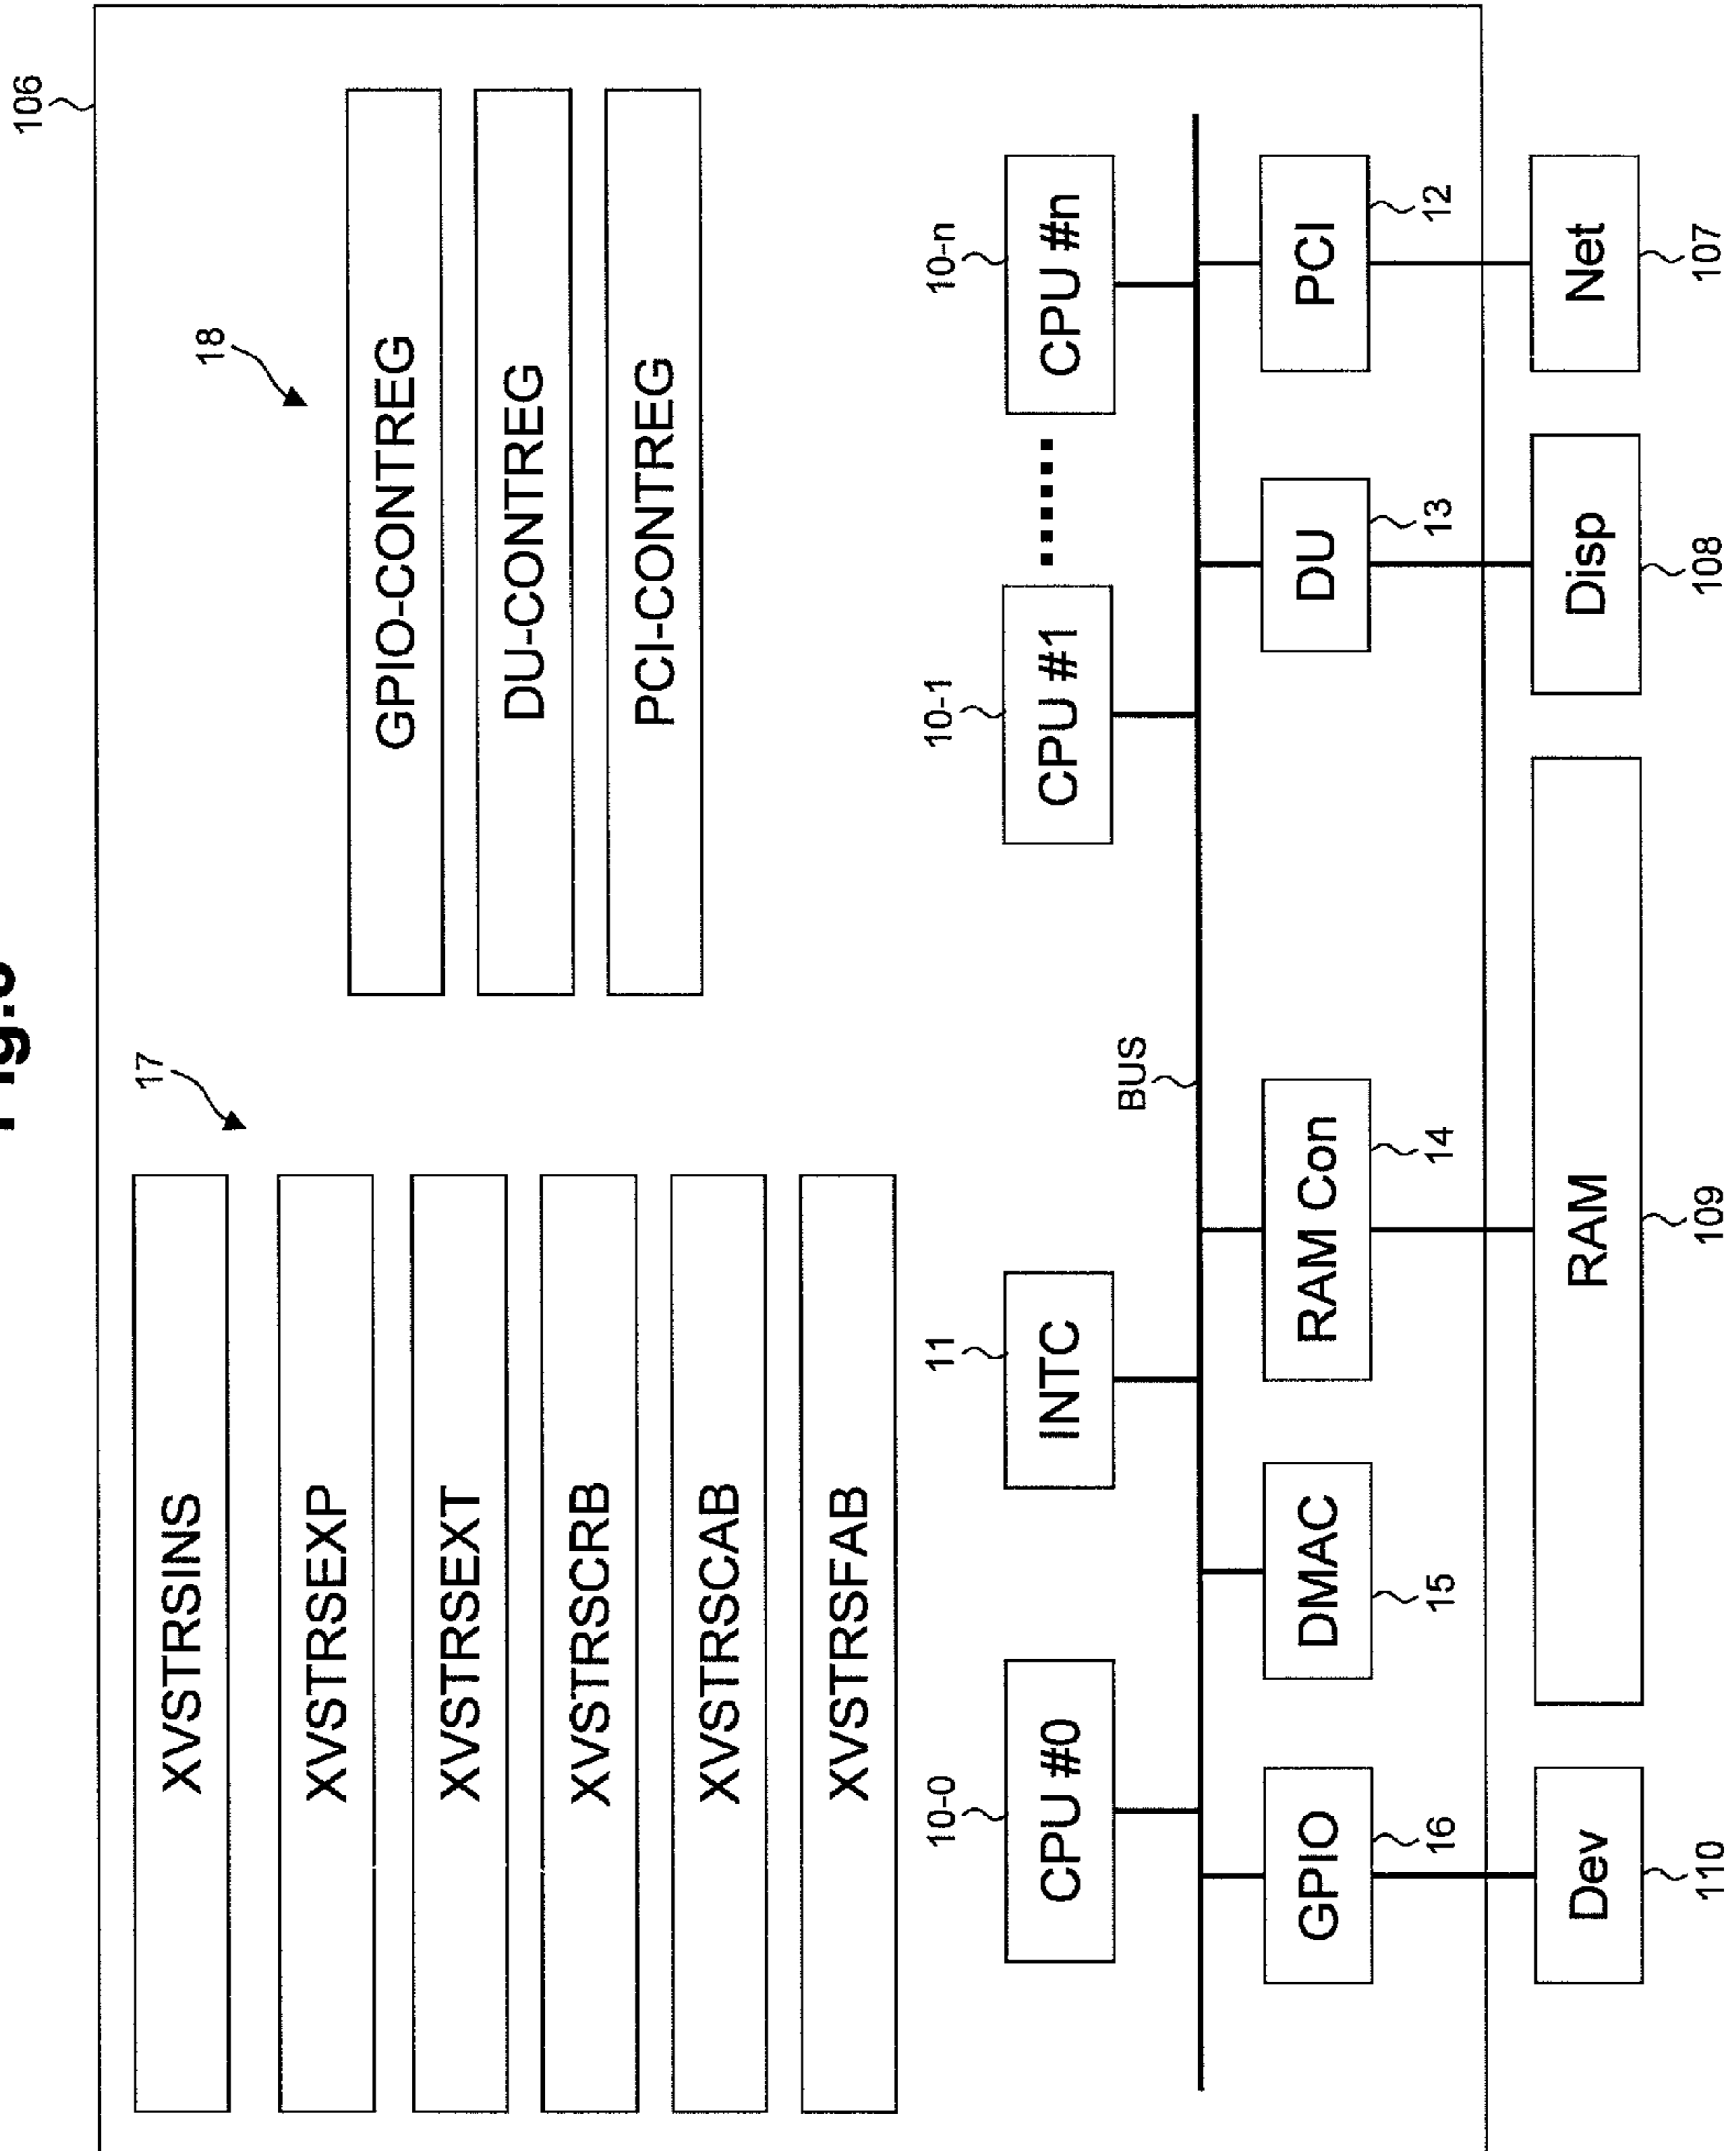 106
17
18
XVSTRSINS
XVSTRSEXP
XVSTRSEXT
XVSTRSCRB
XVSTRSCAB
XVSTRSFAB
GPIO-CONTREG
DU-CONTREG
PCI-CONTREG
10-0
11
10-1
10-n
CPU #0
INTC
CPU #1
......
CPU #n
BUS
GPIO
DMAC
RAM Con
DU
PCI
16
15
14
13
12
Dev
RAM
Disp
Net
110
109
108
107